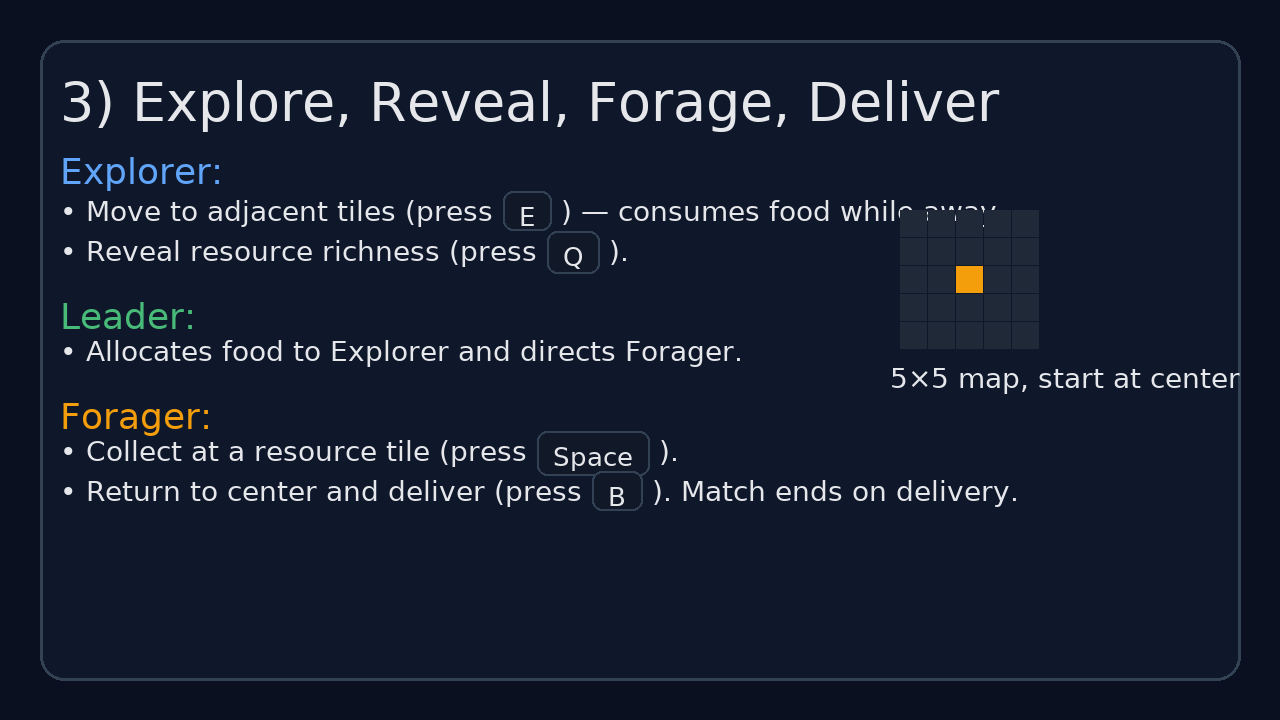 3) Explore, Reveal, Forage, Deliver
Explorer:
• Move to adjacent tiles (press E ) — consumes food while away.
• Reveal resource richness (press Q ).
Leader:
• Allocates food to Explorer and directs Forager.
5×5 map, start at center
Forager:
• Collect at a resource tile (press Space ).
• Return to center and deliver (press B ). Match ends on delivery.